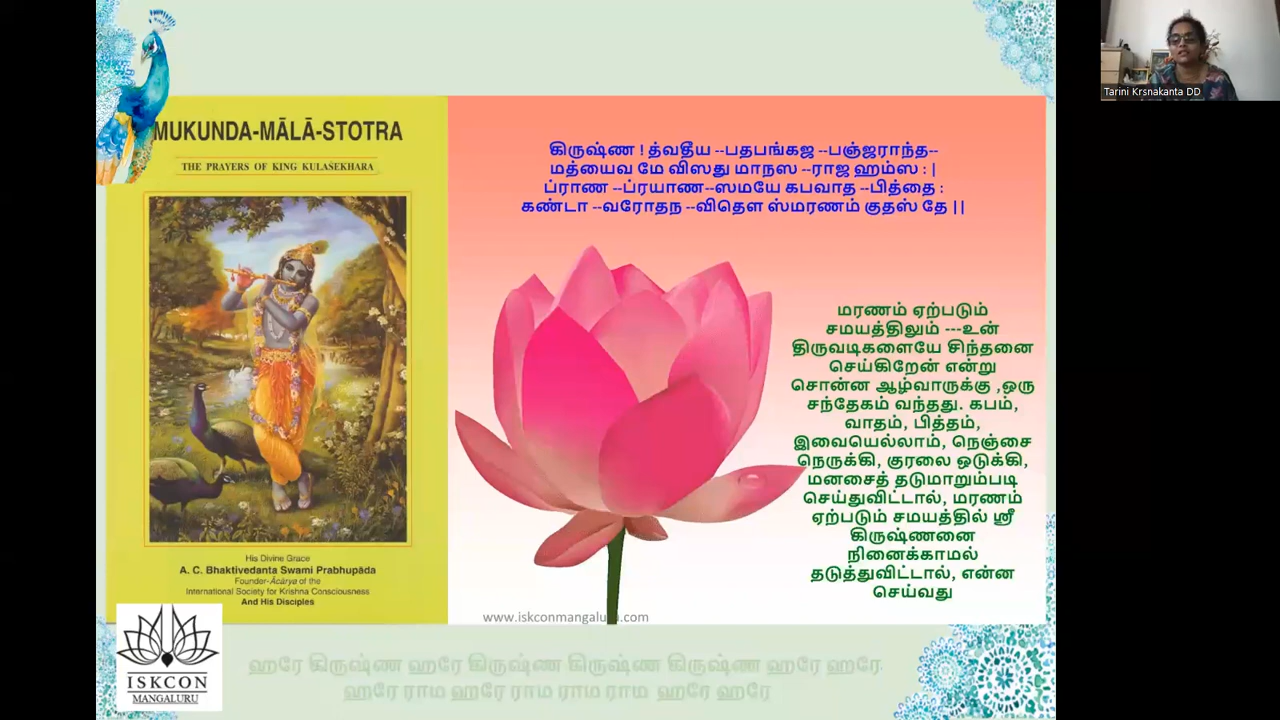 MUKUNDA-MĀLĀ-STOTRA
THE PRAYERS OF KING KULAŚEKHARA
His Divine Grace
A. C. Bhaktivedanta Swami Prabhupāda
Founder-Ācārya of the
International Society for Krishna Consciousness
And His Disciples
ISKCON
MANGALURU
கிருஷ்ண ! த்வதீய --பதபங்கஜ --பஞ்ஜராந்த--
மத்யைவ மே விஸது மாநஸ --ராஜ ஹம்ஸ : |
ப்ராண --ப்ரயாண--ஸமயே கபவாத --பித்தை :
கண்டா --வரோதந --விதௌ ஸ்மரணம் குதஸ் தே ||
மரணம் ஏற்படும்
சமயத்திலும் ---உன்
திருவடிகளையே சிந்தனை
செய்கிறேன் என்று
சொன்ன ஆழ்வாருக்கு ,ஒரு
சந்தேகம் வந்தது. கபம்,
வாதம், பித்தம்,
இவையெல்லாம், நெஞ்சை
நெருக்கி, குரலை ஒடுக்கி,
மனசைத் தடுமாறும்படி
செய்துவிட்டால், மரணம்
ஏற்படும் சமயத்தில் ஸ்ரீ
கிருஷ்ணனை
நினைக்காமல்
தடுத்துவிட்டால், என்ன
செய்வது
www.iskconmangaluru.com
ஹரே கிருஷ்ண ஹரே கிருஷ்ண கிருஷ்ண கிருஷ்ண ஹரே ஹரே
ஹரே ராம ஹரே ராம ராம ராம ஹரே ஹரே
Tarini Krsnakanta DD